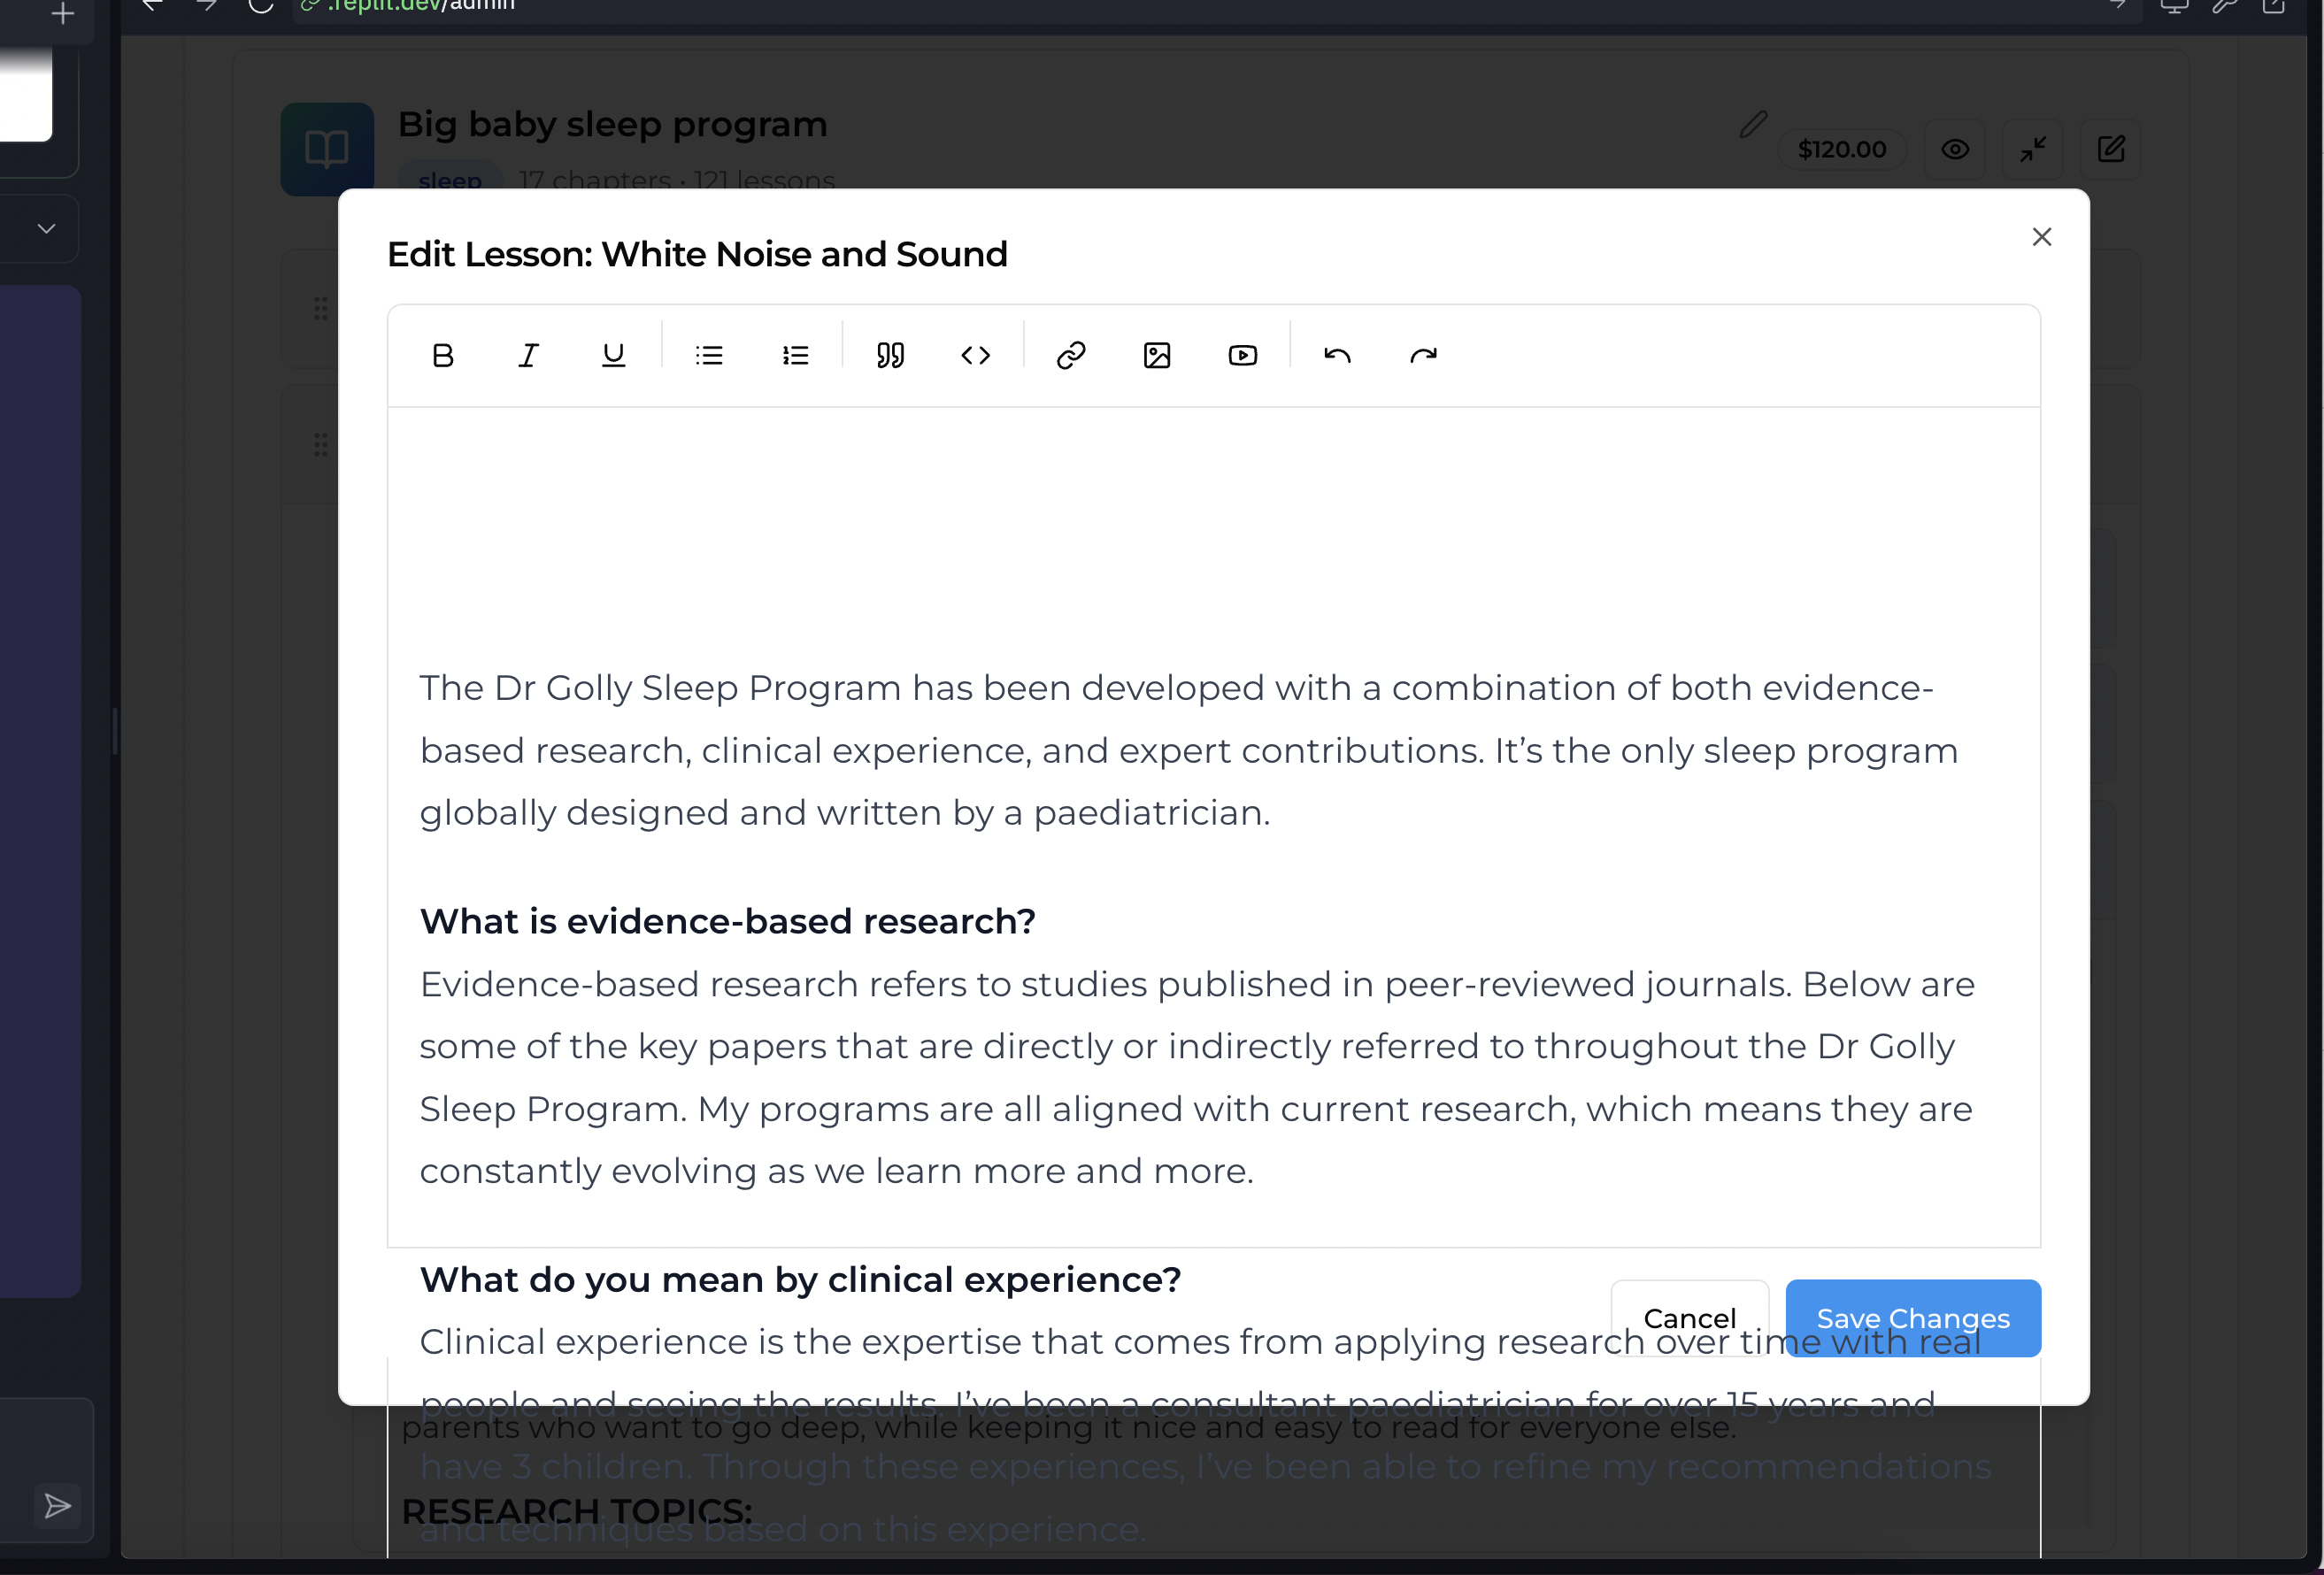 .replit.dev/admin
Big baby sleep program
$120.00
sleep 17 chapters • 121 lessons
Edit Lesson: White Noise and Sound
The Dr Golly Sleep Program has been developed with a combination of both evidence-
based research, clinical experience, and expert contributions. It’s the only sleep program
globally designed and written by a paediatrician.
What is evidence-based research?
Evidence-based research refers to studies published in peer-reviewed journals. Below are
some of the key papers that are directly or indirectly referred to throughout the Dr Golly
Sleep Program. My programs are all aligned with current research, which means they are
constantly evolving as we learn more and more.
What do you mean by clinical experience?
Cancel
Save Changes
Clinical experience is the expertise that comes from applying research over time with real
people and seeing the results. I’ve been a consultant paediatrician for over 15 years and
parents who want to go deep, while keeping it nice and easy to read for everyone else.
have 3 children. Through these experiences, I’ve been able to refine my recommendations
RESEARCH TOPICS:
and techniques based on this experience.